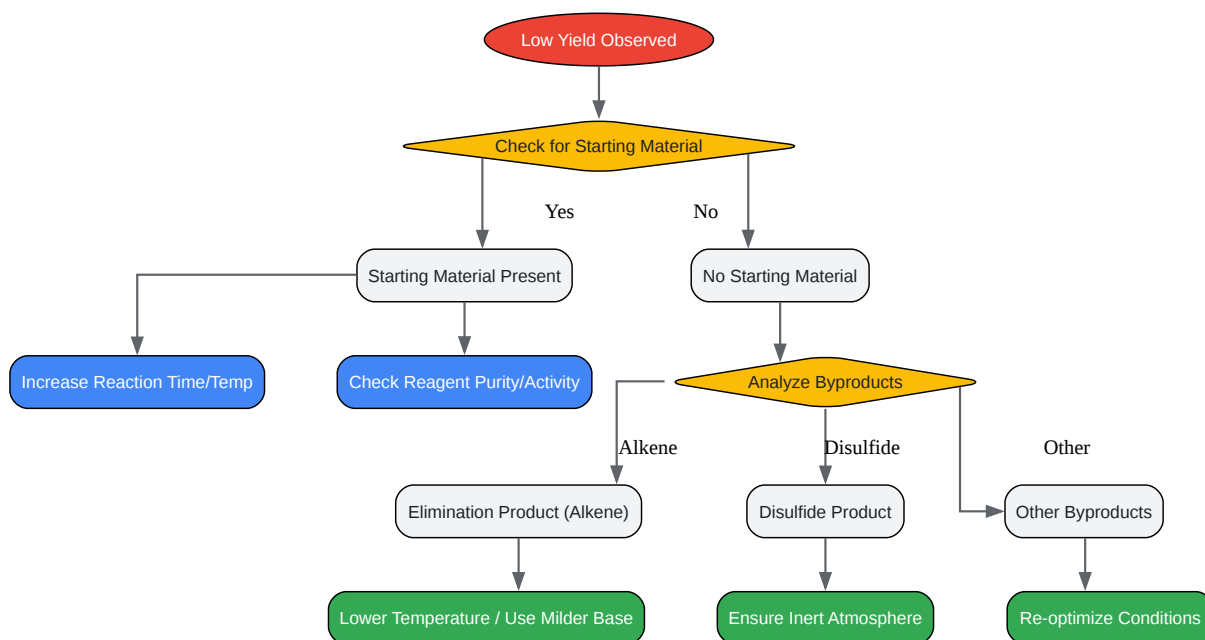 Low Yield Observed
Check for Starting Material
Yes
No
Starting Material Present
No Starting Material
Increase Reaction Time/Temp
Check Reagent Purity/Activity
Analyze Byproducts
Alkene
Disulfide
Other
Elimination Product (Alkene)
Disulfide Product
Other Byproducts
Lower Temperature / Use Milder Base
Ensure Inert Atmosphere
Re-optimize Conditions